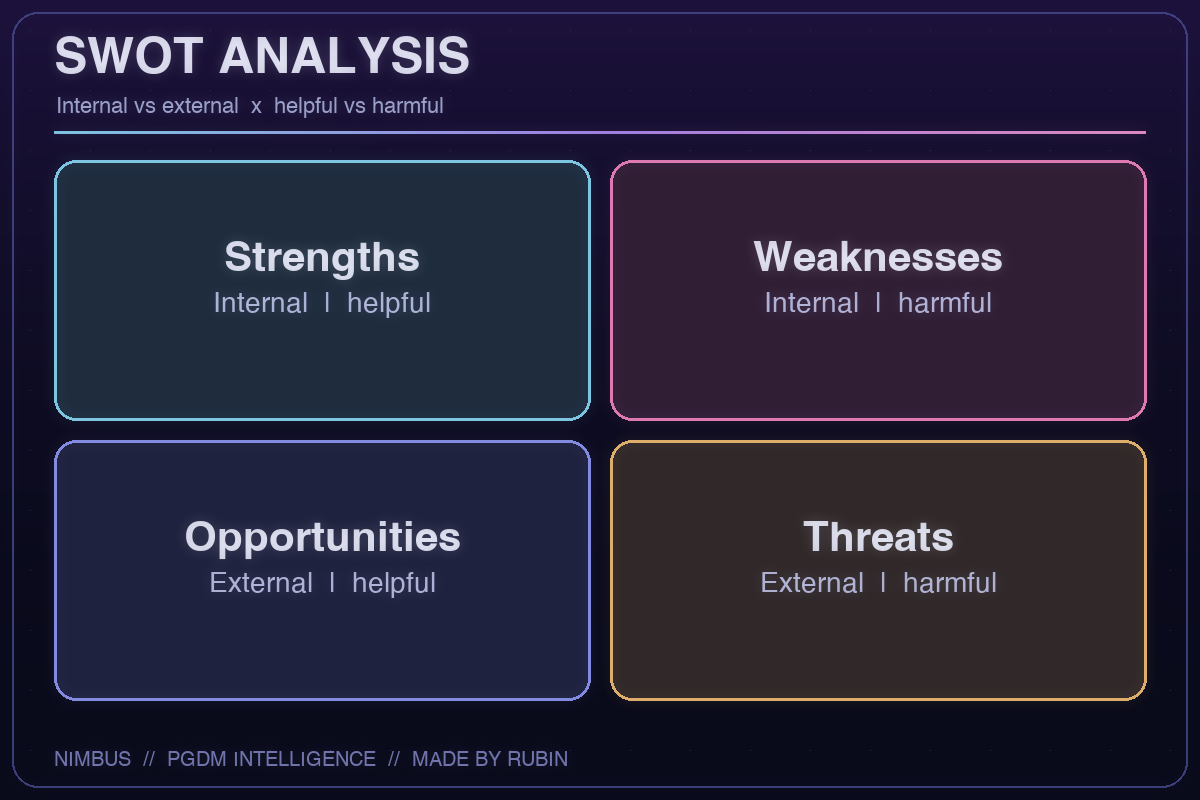 SWOT ANALYSIS
Internal vs external x helpful vs harmful
Strengths
Internal | helpful
Weaknesses
Internal | harmful
Opportunities
External | helpful
Threats
External | harmful
NIMBUS // PGDM INTELLIGENCE // MADE BY RUBIN